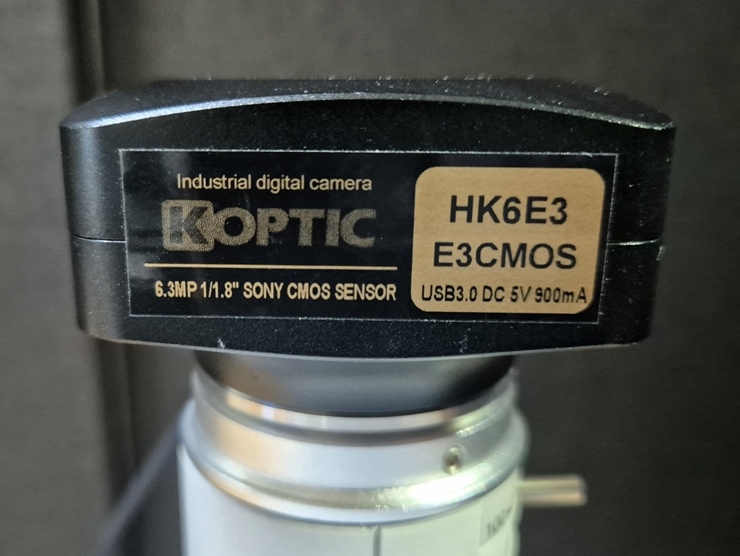 Industrial digital camera
KOPTIC
6.3MP 1/1.8" SONY CMOS SENSOR
HK6E3
E3CMOS
USB3.0 DC 5V 900mA